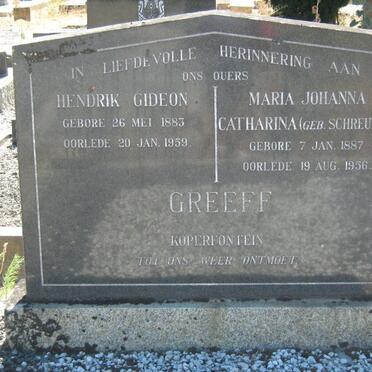 IN LIEFDEVOLLE HERINNERING AAN
ONS OUERS
HENDRIK GIDEON
GEBORE 26 MEI 1883
OORLEDE 20 JAN. 1959.
MARIA JOHANNA
CATHARINA (GEB. SCHREU
GEBORE 7 JAN. 1887
OORLEDE 19 AUG. 1956.
GREEFF
KOPERFONTEIN
TOT ONS WEER ONTMOET